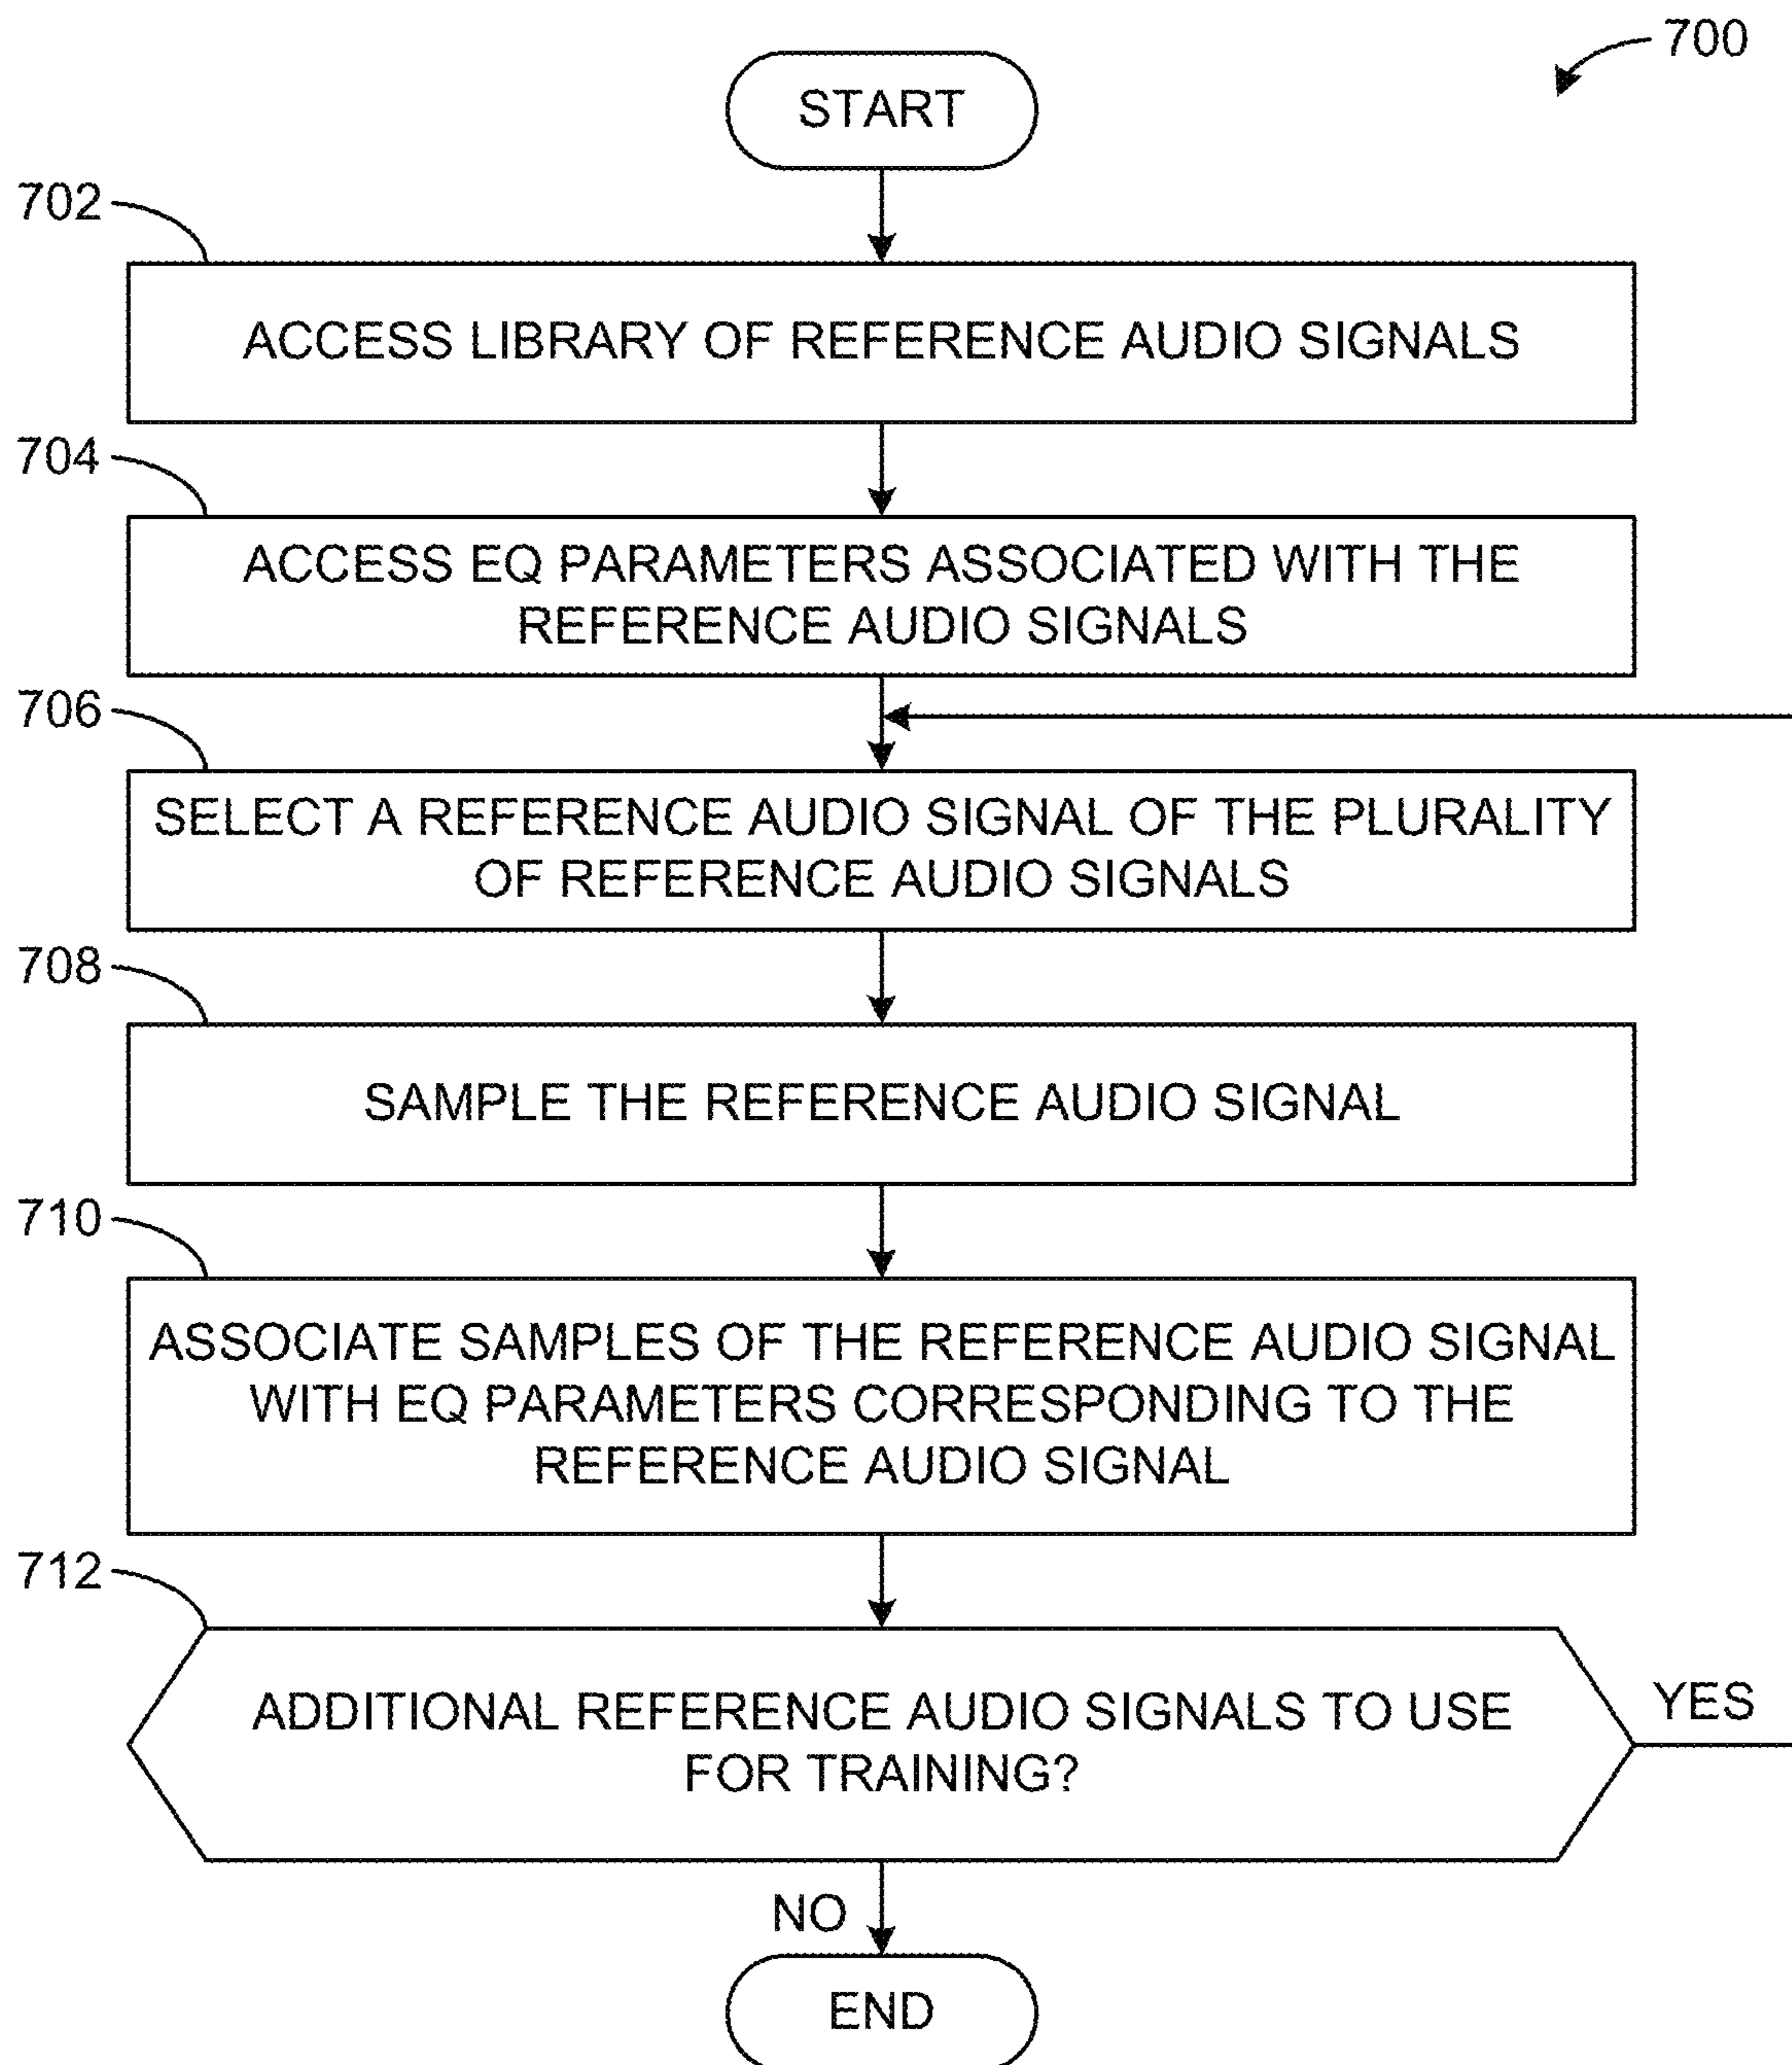 700
START
702
ACCESS LIBRARY OF REFERENCE AUDIO SIGNALS
704
ACCESS EQ PARAMETERS ASSOCIATED WITH THE
REFERENCE AUDIO SIGNALS
706
SELECT A REFERENCE AUDIO SIGNAL OF THE PLURALITY
OF REFERENCE AUDIO SIGNALS
708
SAMPLE THE REFERENCE AUDIO SIGNAL
710
ASSOCIATE SAMPLES OF THE REFERENCE AUDIO SIGNAL
WITH EQ PARAMETERS CORRESPONDING TO THE
REFERENCE AUDIO SIGNAL
712
ADDITIONAL REFERENCE AUDIO SIGNALS TO USE
FOR TRAINING?
YES
NO
END